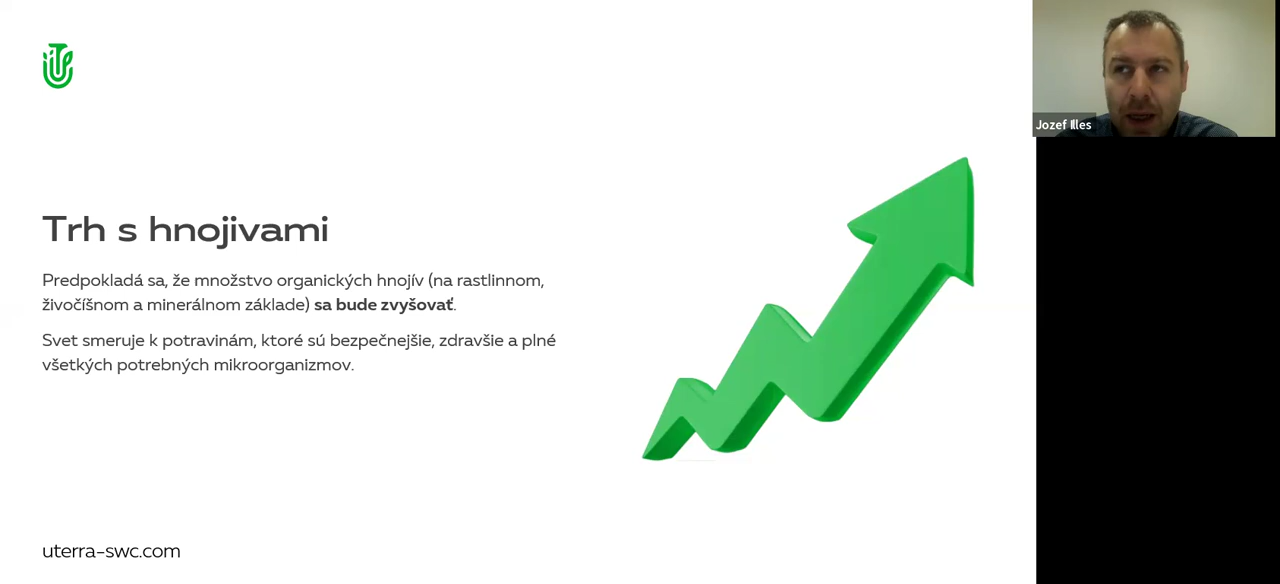 Trh s hnojivami
Predpokladá sa, že množstvo organických hnojív (na rastlinnom,
živočíšnom a minerálnom základe) sa bude zvyšovať.
Svet smeruje k potravinám, ktoré sú bezpečnejšie, zdravšie a plné
všetkých potrebných mikroorganizmov.
uterra-swc.com
Jozef Illes